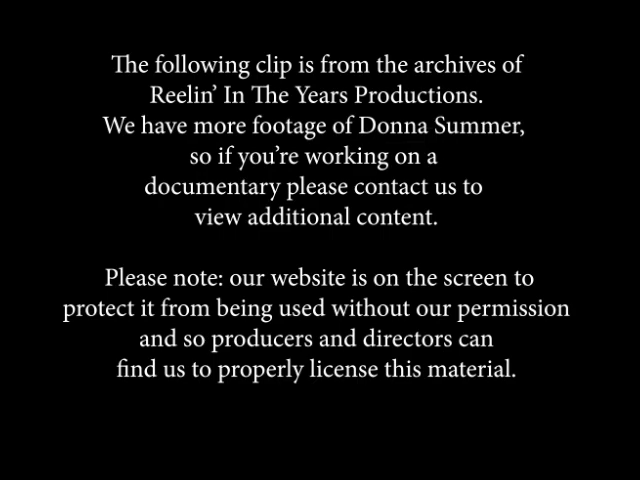 The following clip is from the archives of
Reelin’ In The Years Productions.
We have more footage of Donna Summer,
so if you’re working on a
documentary please contact us to
view additional content.
Please note: our website is on the screen to
protect it from being used without our permission
and so producers and directors can
find us to properly license this material.